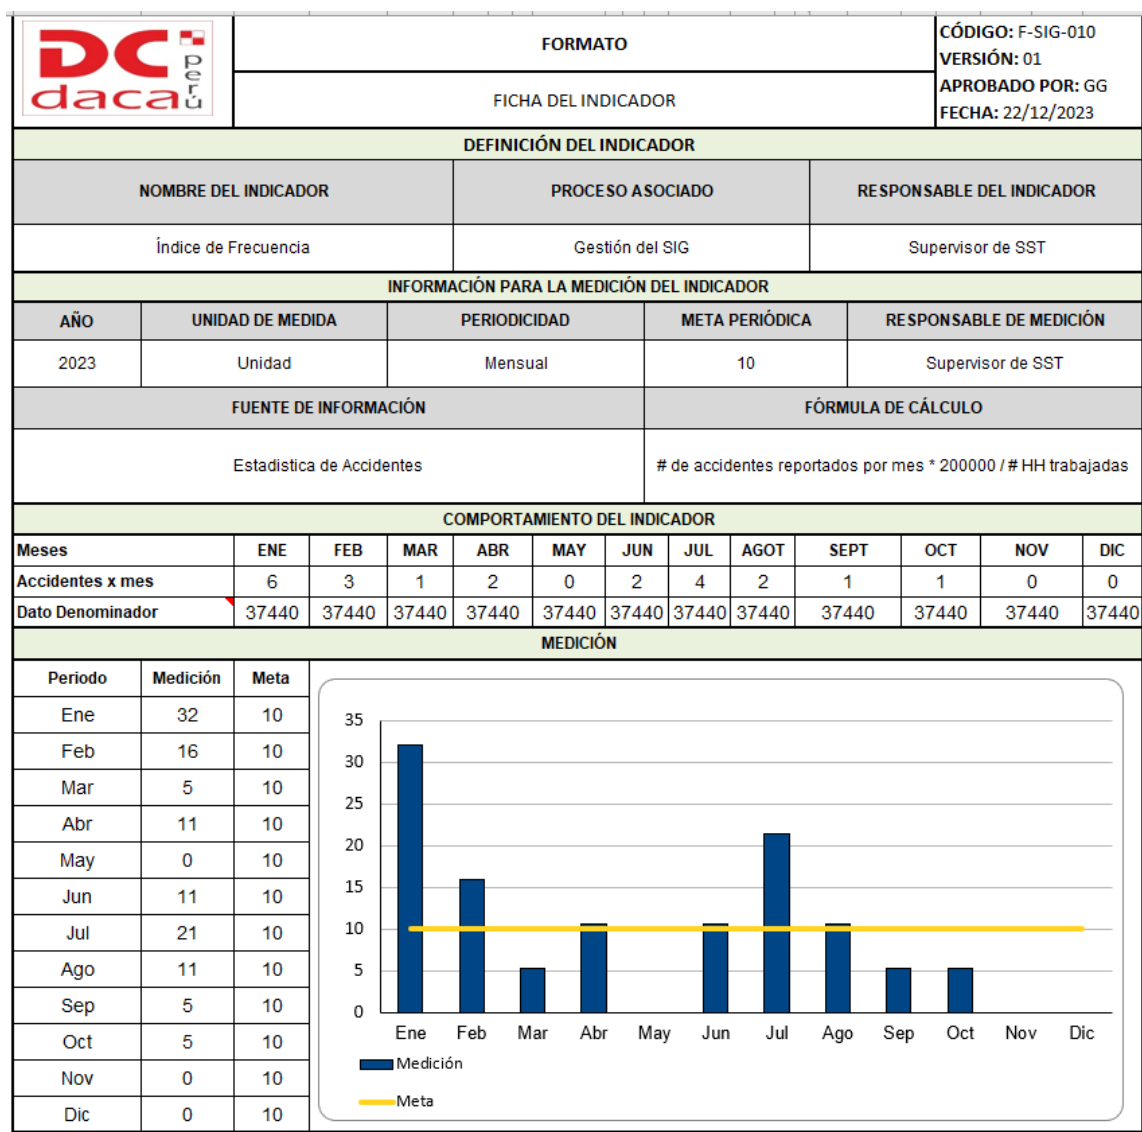 DC perú
dacau
FORMATO
FICHA DEL INDICADOR
CÓDIGO: F-SIG-010
VERSIÓN: 01
APROBADO POR: GG
FECHA: 22/12/2023
DEFINICIÓN DEL INDICADOR
NOMBRE DEL INDICADOR PROCESO ASOCIADO RESPONSABLE DEL INDICADOR
Índice de Frecuencia Gestión del SIG Supervisor de SST
INFORMACIÓN PARA LA MEDICIÓN DEL INDICADOR
AÑO UNIDAD DE MEDIDA PERIODICIDAD META PERIÓDICA RESPONSABLE DE MEDICIÓN
2023 Unidad Mensual 10 Supervisor de SST
FUENTE DE INFORMACIÓN FÓRMULA DE CÁLCULO
Estadistica de Accidentes # de accidentes reportados por mes * 200000 / # HH trabajadas
COMPORTAMIENTO DEL INDICADOR
Meses ENE FEB MAR ABR MAY JUN JUL AGOT SEPT OCT NOV DIC
Accidentes x mes 6 3 1 2 0 2 4 2 1 1 0 0
Dato Denominador 37440 37440 37440 37440 37440 37440 37440 37440 37440 37440 37440 37440
MEDICIÓN
Periodo Medición Meta
Ene 32 10
Feb 16 10
Mar 5 10
Abr 11 10
May 0 10
Jun 11 10
Jul 21 10
Ago 11 10
Sep 5 10
Oct 5 10
Nov 0 10
Dic 0 10
35
30
25
20
15
10
5
0
Ene Feb Mar Abr May Jun Jul Ago Sep Oct Nov Dic
Medición
Meta